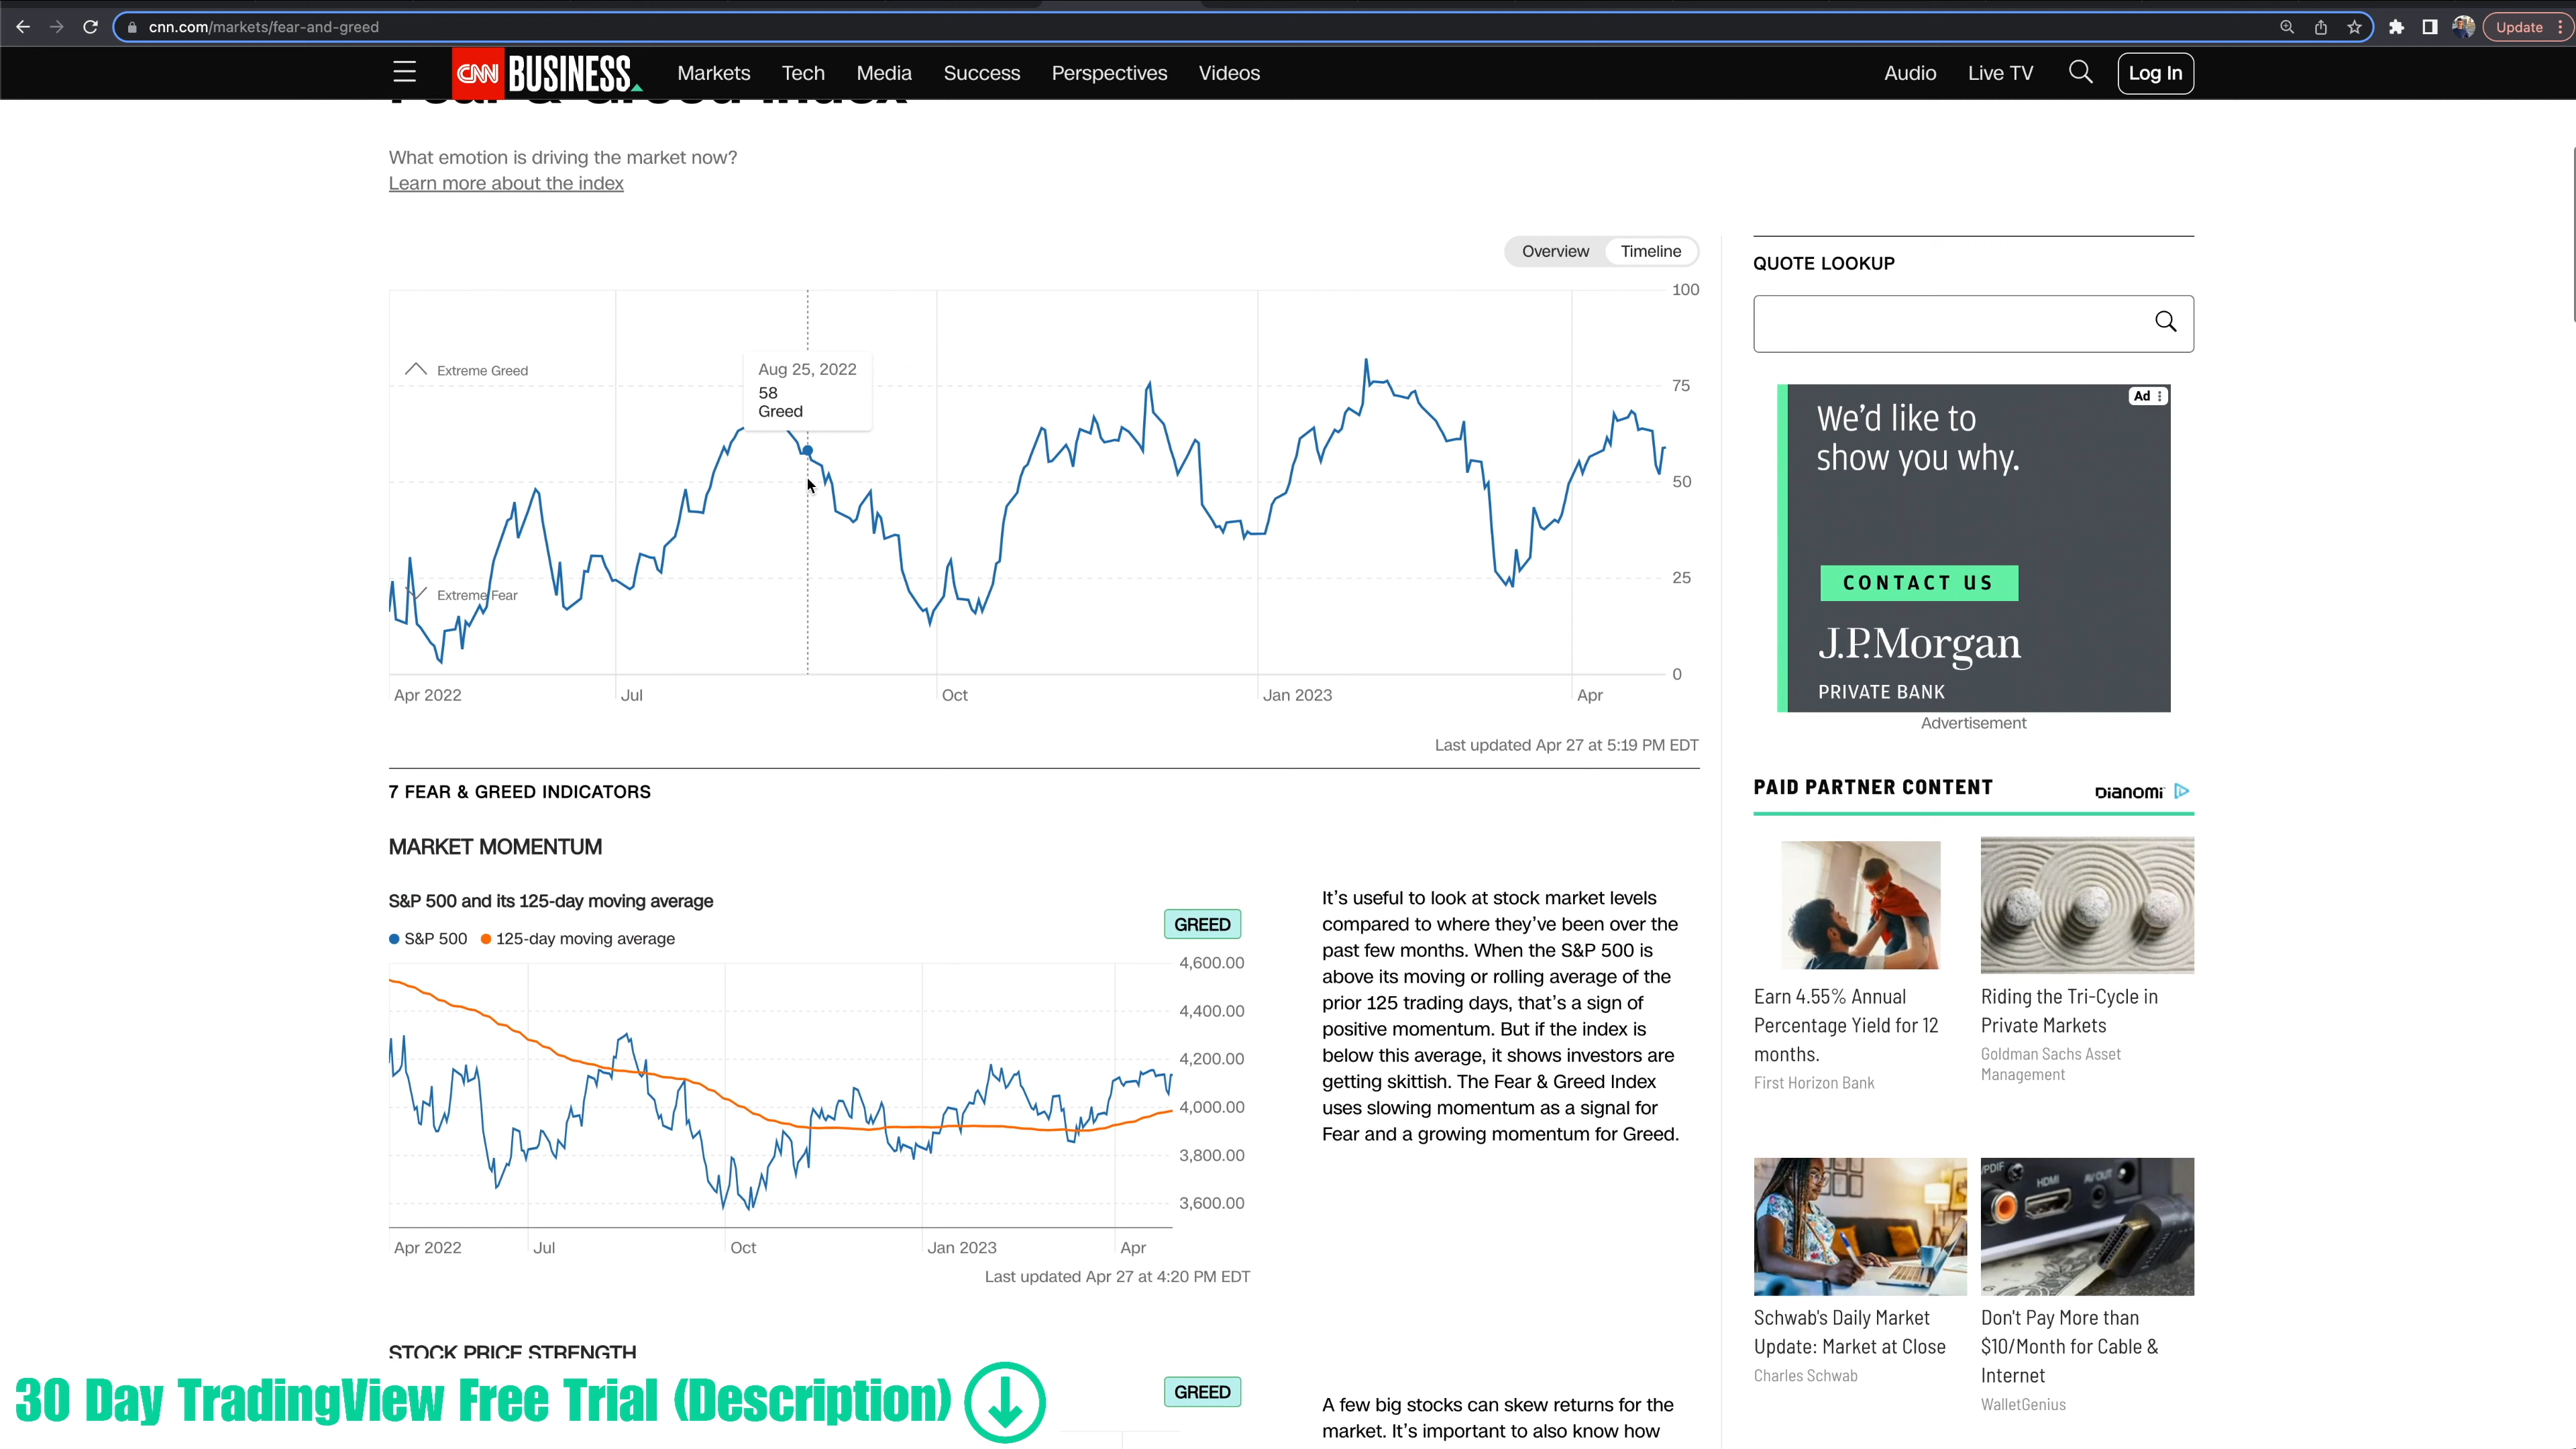 cnn.com/markets/fear-and-greed
Update
CNN BUSINESS
Markets
Tech
Media
Success
Perspectives
Videos
Audio
Live TV
Log In
Fear & Greed Index
What emotion is driving the market now?
Learn more about the index
Overview
Timeline
100
75
50
25
0
Extreme Greed
Aug 25, 2022
58
Greed
Extreme Fear
Apr 2022
Jul
Oct
Jan 2023
Apr
Last updated Apr 27 at 5:19 PM EDT
QUOTE LOOKUP
Ad
We'd like to
show you why.
CONTACT US
J.P.Morgan
PRIVATE BANK
Advertisement
7 FEAR & GREED INDICATORS
MARKET MOMENTUM
S&P 500 and its 125-day moving average
GREED
S&P 500
125-day moving average
4,600.00
4,400.00
4,200.00
4,000.00
3,800.00
3,600.00
Apr 2022
Jul
Oct
Jan 2023
Apr
Last updated Apr 27 at 4:20 PM EDT
It's useful to look at stock market levels
compared to where they've been over the
past few months. When the S&P 500 is
above its moving or rolling average of the
prior 125 trading days, that's a sign of
positive momentum. But if the index is
below this average, it shows investors are
getting skittish. The Fear & Greed Index
uses slowing momentum as a signal for
Fear and a growing momentum for Greed.
PAID PARTNER CONTENT
DIANOMI
Earn 4.55% Annual
Percentage Yield for 12
months.
First Horizon Bank
Riding the Tri-Cycle in
Private Markets
Goldman Sachs Asset
Management
HDMI
AV OUT
Schwab's Daily Market
Update: Market at Close
Charles Schwab
Don't Pay More than
$10/Month for Cable &
Internet
WalletGenius
STOCK PRICE STRENGTH
GREED
A few big stocks can skew returns for the
market. It's important to also know how
30 Day TradingView Free Trial (Description)